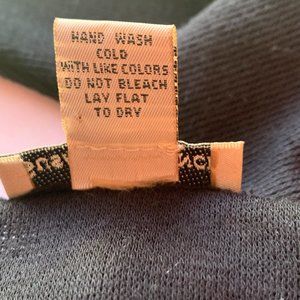 HAND WASH
COLD
WITH LIKE COLORS
DO NOT BLEACH
LAY FLAT
TO DRY